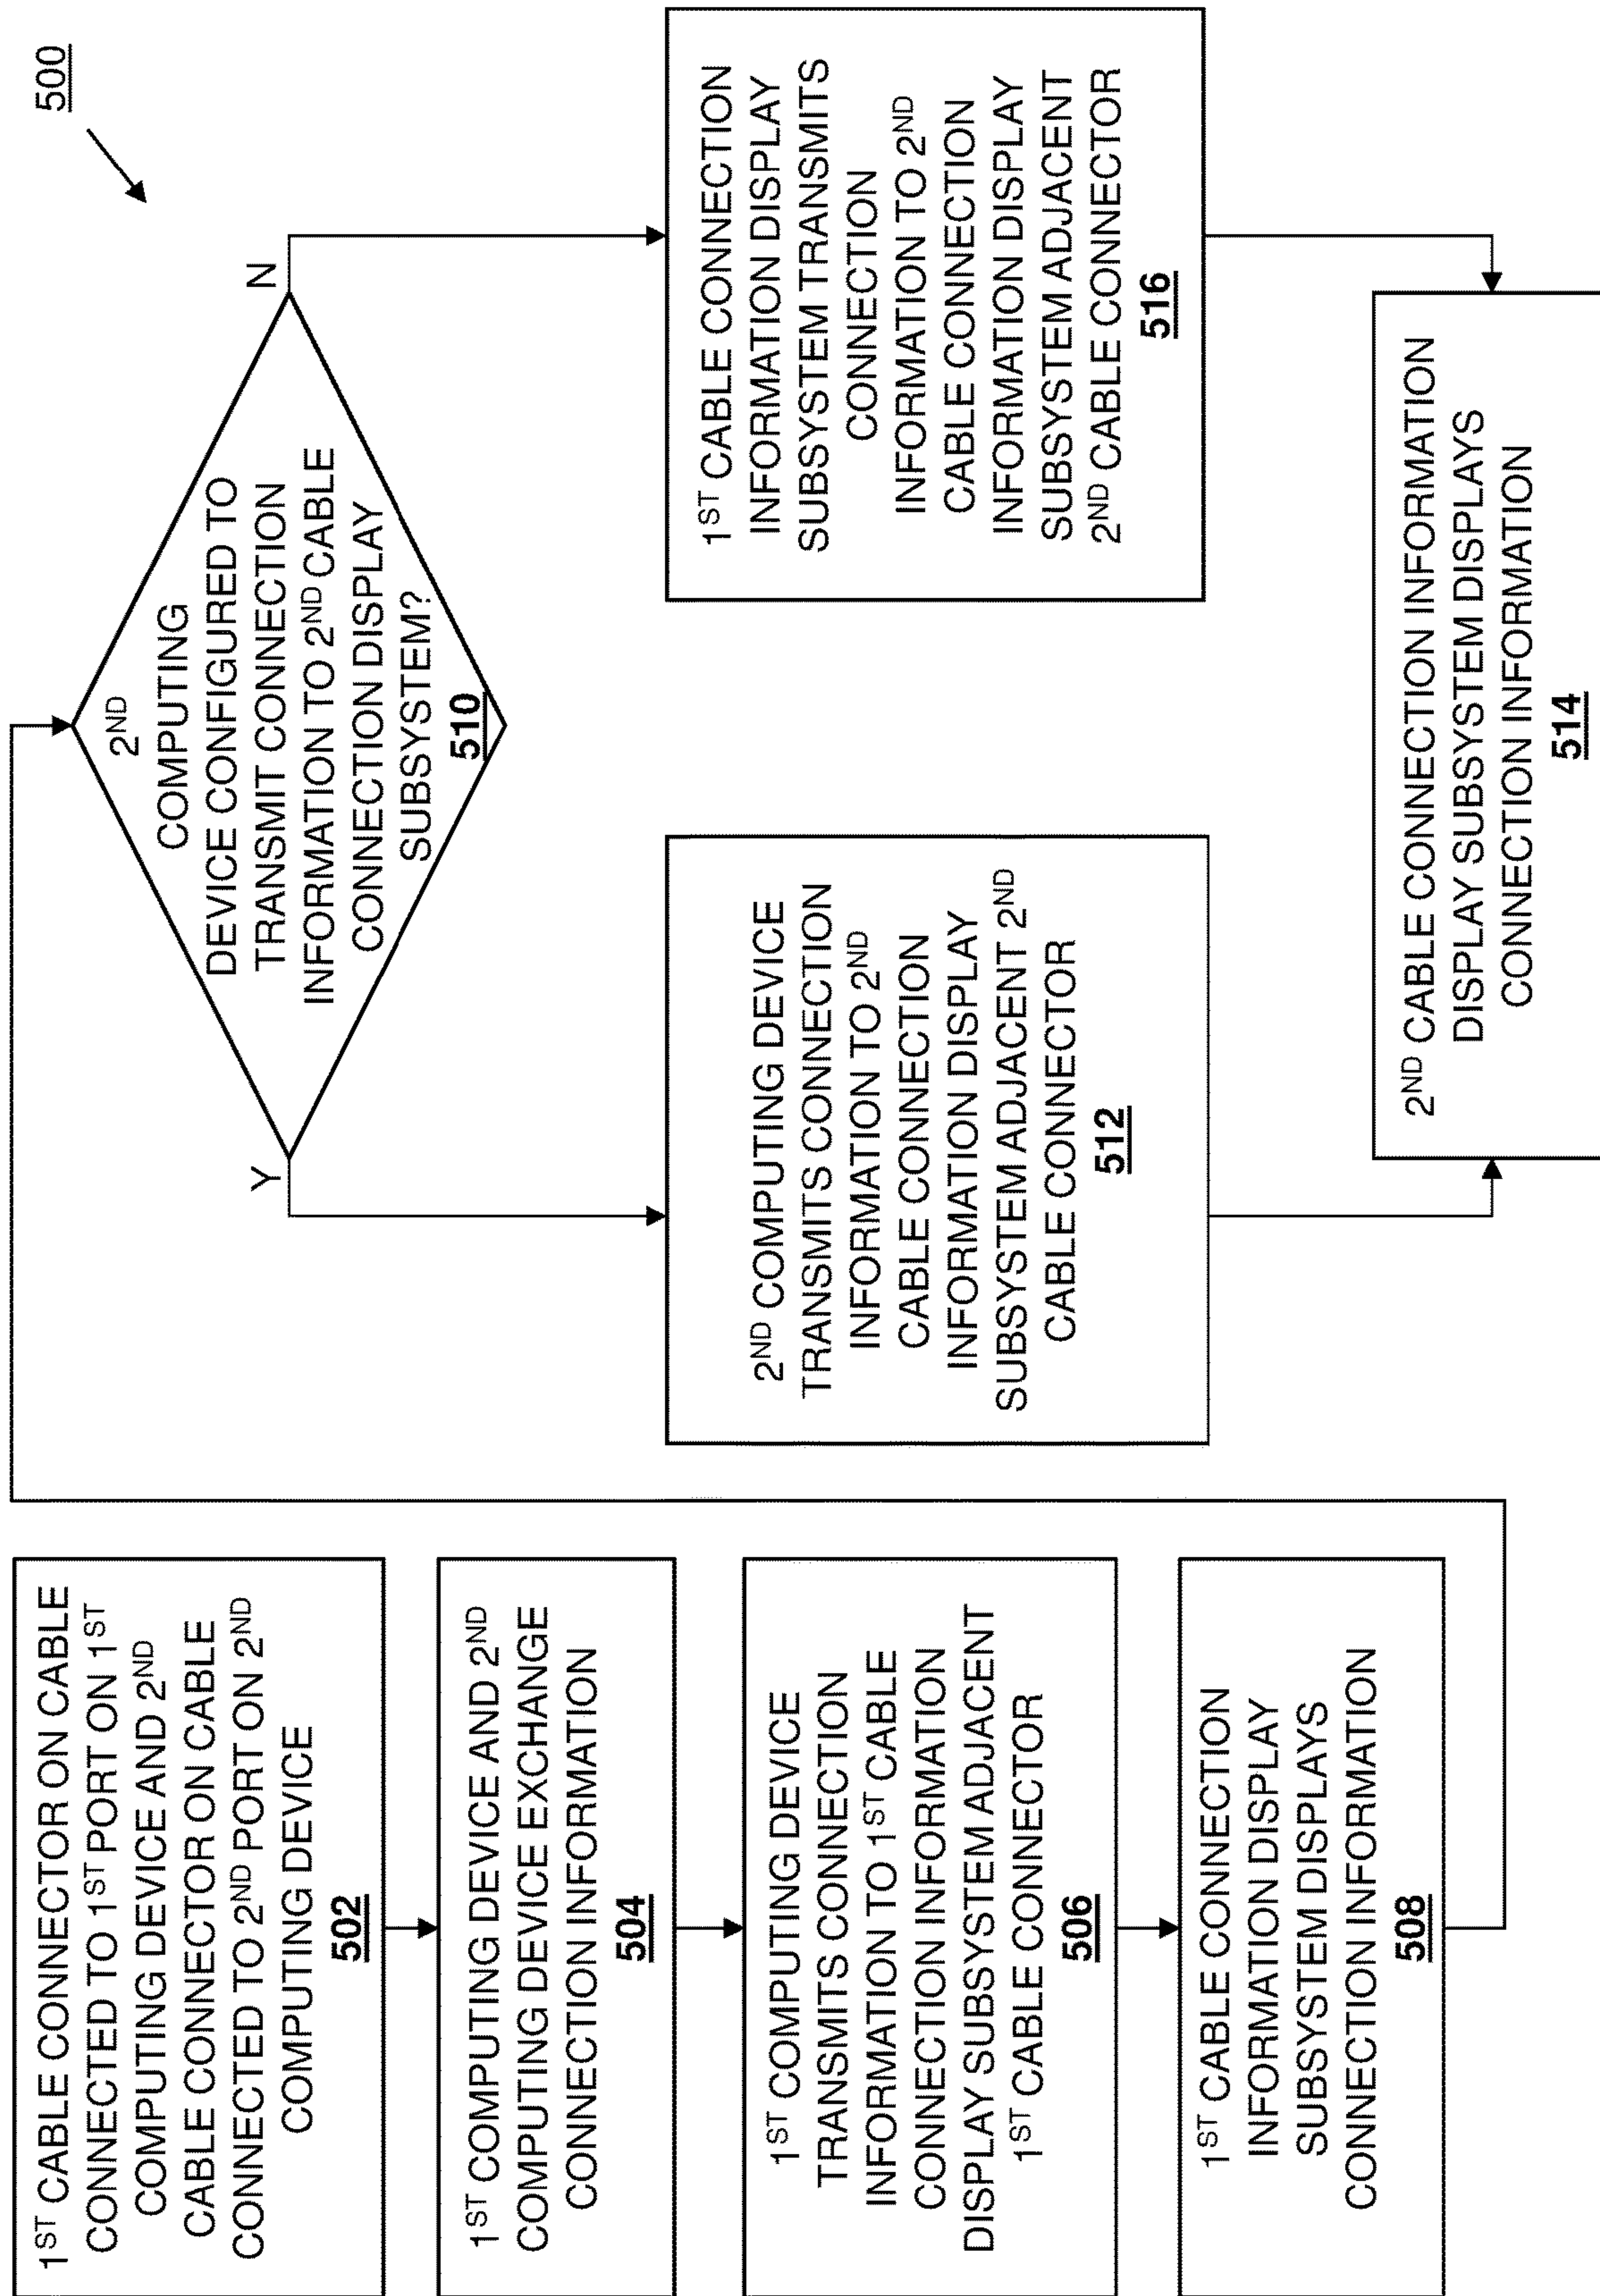 500
1ST CABLE CONNECTOR ON CABLE
CONNECTED TO 1ST PORT ON 1ST
COMPUTING DEVICE AND 2ND
CABLE CONNECTOR ON CABLE
CONNECTED TO 2ND PORT ON 2ND
COMPUTING DEVICE
502
1ST COMPUTING DEVICE AND 2ND
COMPUTING DEVICE EXCHANGE
CONNECTION INFORMATION
504
1ST COMPUTING DEVICE
TRANSMITS CONNECTION
INFORMATION TO 1ST CABLE
CONNECTION INFORMATION
DISPLAY SUBSYSTEM ADJACENT
1ST CABLE CONNECTOR
506
1ST CABLE CONNECTION
INFORMATION DISPLAY
SUBSYSTEM DISPLAYS
CONNECTION INFORMATION
508
2ND
COMPUTING
DEVICE CONFIGURED TO
TRANSMIT CONNECTION
INFORMATION TO 2ND CABLE
CONNECTION DISPLAY
SUBSYSTEM?
510
Y
N
2ND COMPUTING DEVICE
TRANSMITS CONNECTION
INFORMATION TO 2ND
CABLE CONNECTION
INFORMATION DISPLAY
SUBSYSTEM ADJACENT 2ND
CABLE CONNECTOR
512
1ST CABLE CONNECTION
INFORMATION DISPLAY
SUBSYSTEM TRANSMITS
CONNECTION
INFORMATION TO 2ND
CABLE CONNECTION
INFORMATION DISPLAY
SUBSYSTEM ADJACENT
2ND CABLE CONNECTOR
516
2ND CABLE CONNECTION INFORMATION
DISPLAY SUBSYSTEM DISPLAYS
CONNECTION INFORMATION
514